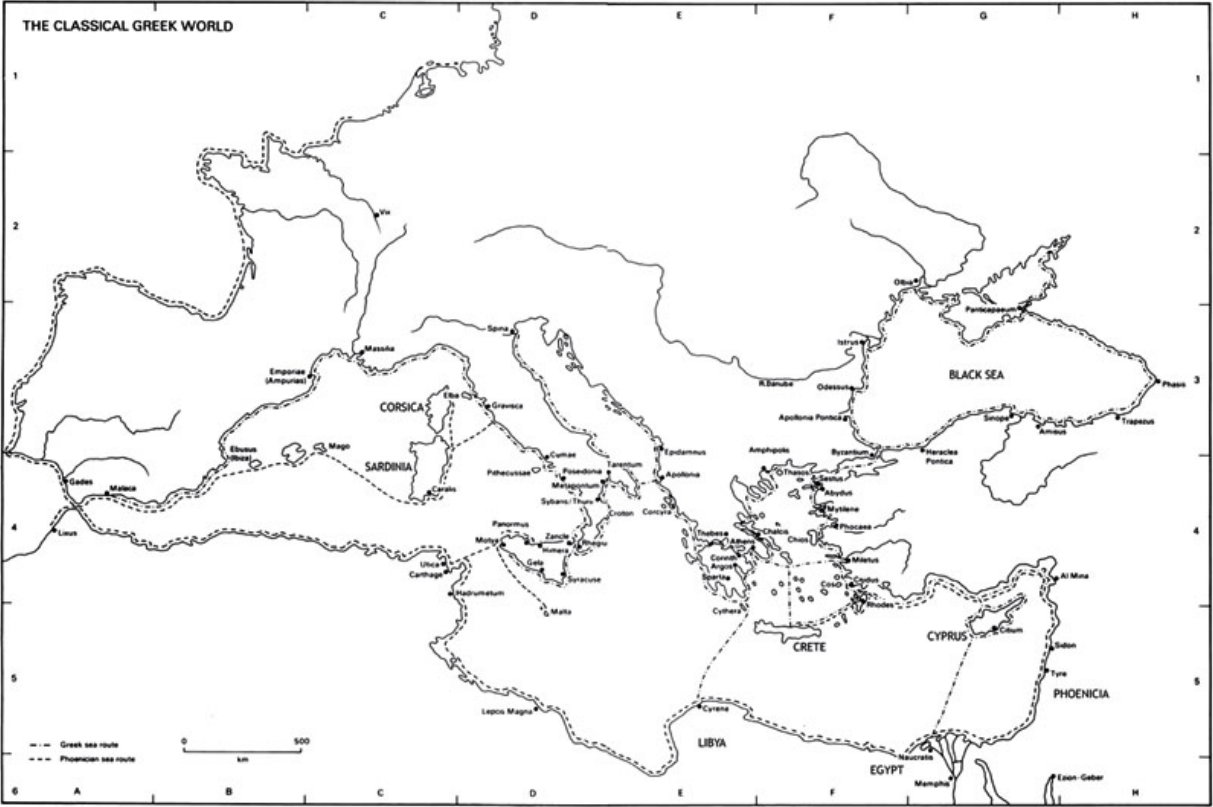 C D E F G H
THE CLASSICAL GREEK WORLD
1 1
Vix
2 2
Olbia
Panticapaeum
Spina
Istrus
Massilia
Emporiae
(Ampurias)
BLACK SEA
3 3
R.Danube
Odessus
Phasis
Elba
CORSICA
Gravisca
Apollonia Pontica
Sinope
Amisus
Trapezus
Ebusus
(Ibiza)
Mago
Cumae
Epidamnus
Amphipolis
Byzantium
Heraclea
Pontica
SARDINIA
Pithecussae
Poseidonia
Tarentum
Metapontum
Apollonia
Thasos
Sestus
Gades
Malaca
Caralis
Sybaris/Thurii
Abydus
Croton
Corcyra
Mytilene
4 4
Lixus
Panormus
Zancle
Thebes
Chalcis
Phocaea
Chios
Motya
Himera
Rhegiu
Athens
Utica
Carthage
Gela
Corinth
Argos
Miletus
Syracuse
Sparta
Cos
Cnidus
Al Mina
Hadrumetum
Malta
Cythera
Rhodes
CRETE
CYPRUS
Citium
Sidon
5 5
Tyre
PHOENICIA
Lepcis Magna
Cyrene
LIBYA
Greek sea route
0 500
Phoenician sea route
km
Naucratis
EGYPT
Memphis
Ezion-Geber
6 A B C D E F G H